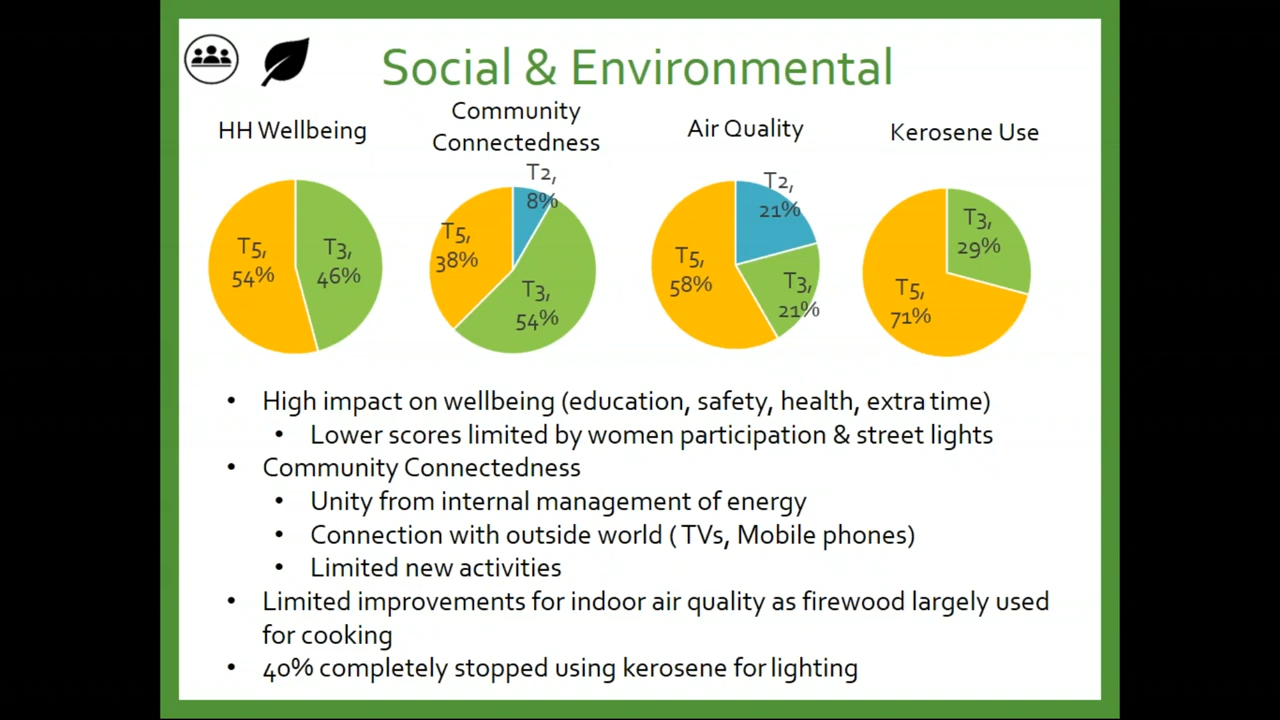 Social & Environmental
HH Wellbeing
Community
Connectedness
Air Quality
Kerosene Use
T5,
54%
T3,
46%
T2,
8%
T5,
38%
T3,
54%
T2,
21%
T5,
58%
T3,
21%
T3,
29%
T5,
71%
• High impact on wellbeing (education, safety, health, extra time)
• Lower scores limited by women participation & street lights
• Community Connectedness
• Unity from internal management of energy
• Connection with outside world ( TVs, Mobile phones)
• Limited new activities
• Limited improvements for indoor air quality as firewood largely used
for cooking
• 40% completely stopped using kerosene for lighting